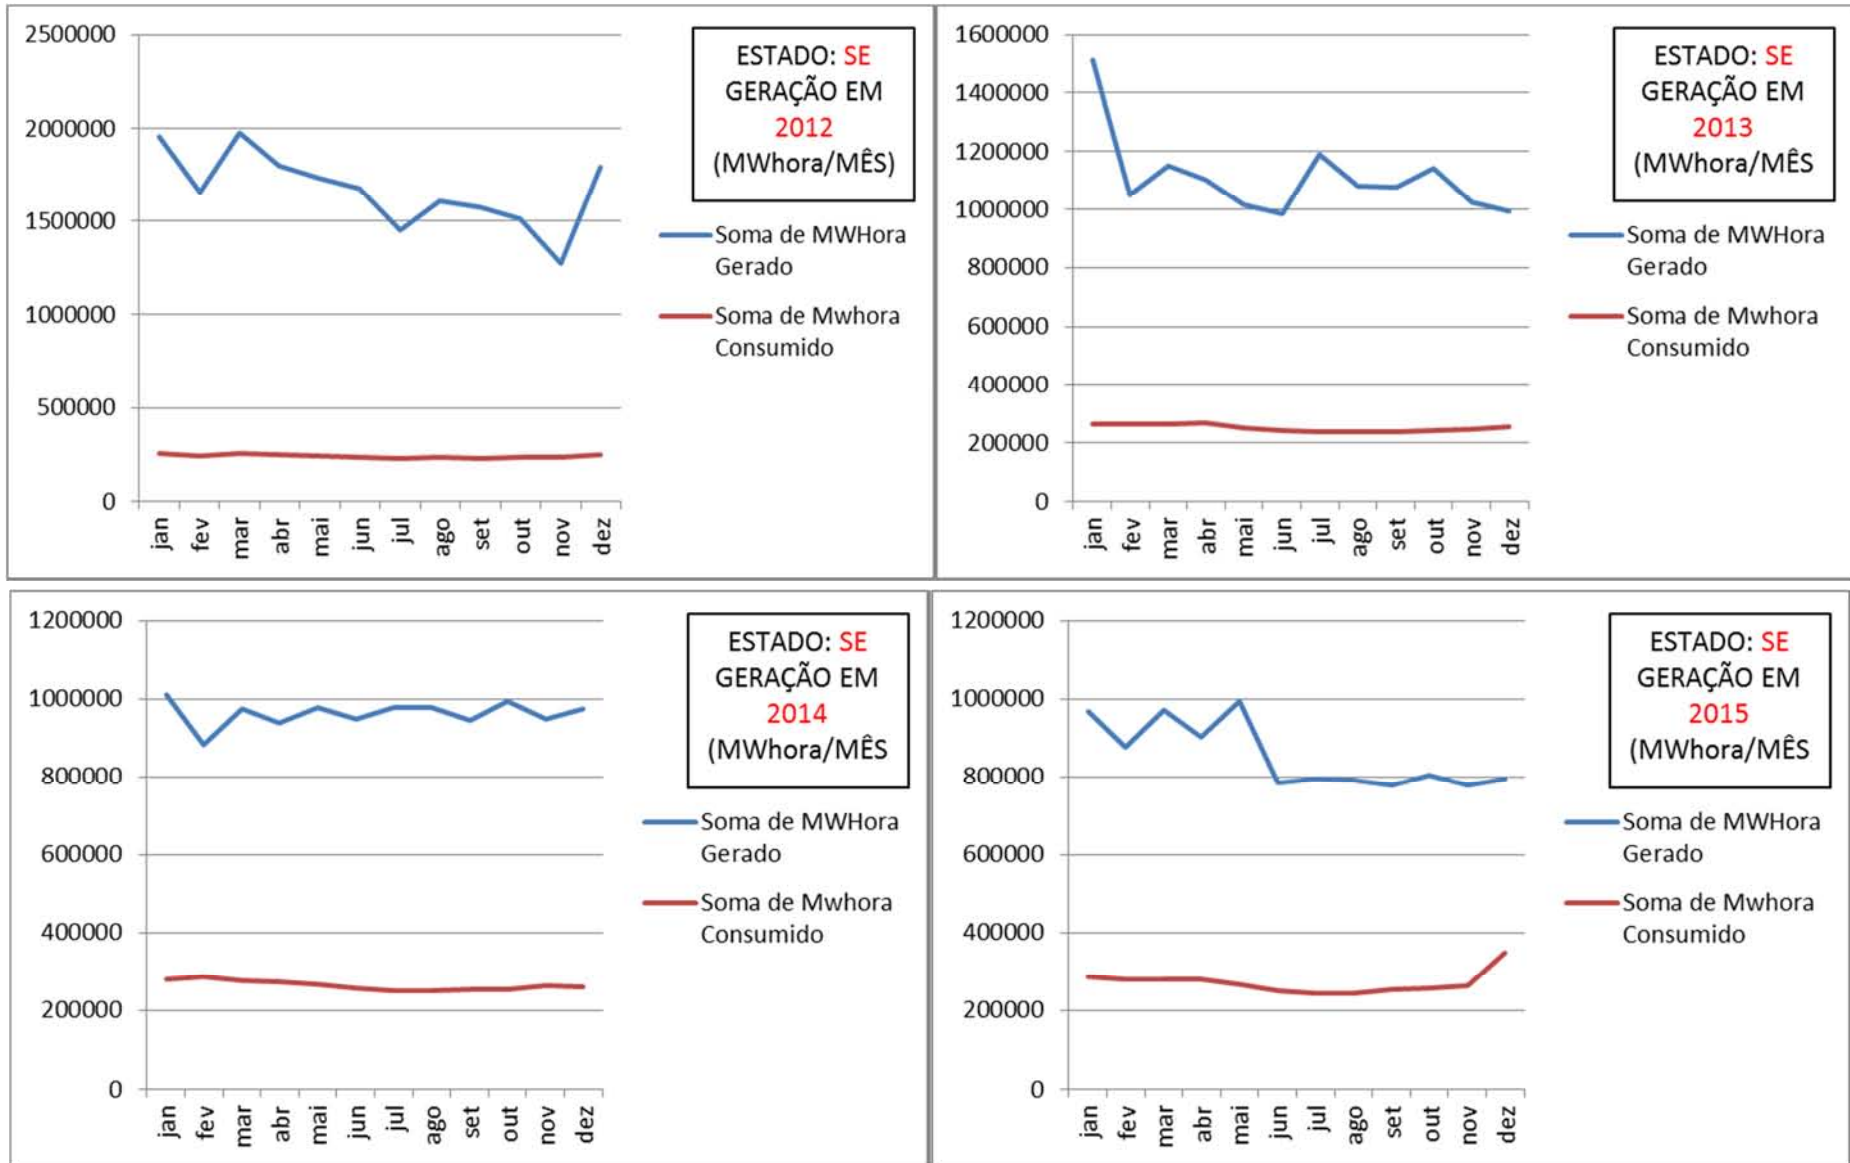 2500000
2000000
1500000
1000000
500000
0
jan
fev
mar
abr
mai
jun
jul
ago
set
out
nov
dez
ESTADO: SE
GERAÇÃO EM
2012
(MWhora/MÊS)
Soma de MWHora
Gerado
Soma de Mwhora
Consumido
1600000
1400000
1200000
1000000
800000
600000
400000
200000
0
jan
fev
mar
abr
mai
jun
jul
ago
set
out
nov
dez
ESTADO: SE
GERAÇÃO EM
2013
(MWhora/MÊS
Soma de MWHora
Gerado
Soma de Mwhora
Consumido
1200000
1000000
800000
600000
400000
200000
0
jan
fev
mar
abr
mai
jun
jul
ago
set
out
nov
dez
ESTADO: SE
GERAÇÃO EM
2014
(MWhora/MÊS
Soma de MWHora
Gerado
Soma de Mwhora
Consumido
1200000
1000000
800000
600000
400000
200000
0
jan
fev
mar
abr
mai
jun
jul
ago
set
out
nov
dez
ESTADO: SE
GERAÇÃO EM
2015
(MWhora/MÊS
Soma de MWHora
Gerado
Soma de Mwhora
Consumido